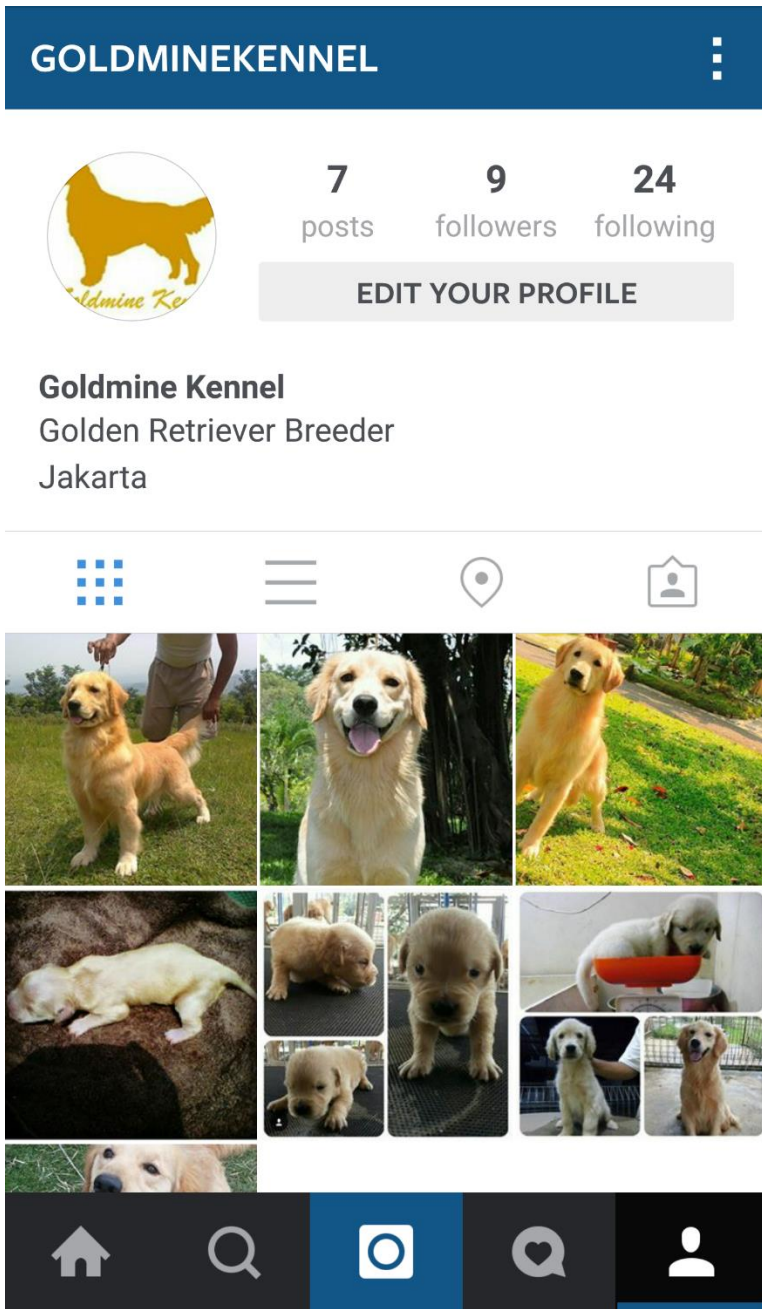 GOLDMINEKENNEL
7 9 24
posts followers following
EDIT YOUR PROFILE
Goldmine Kennel
Golden Retriever Breeder
Jakarta